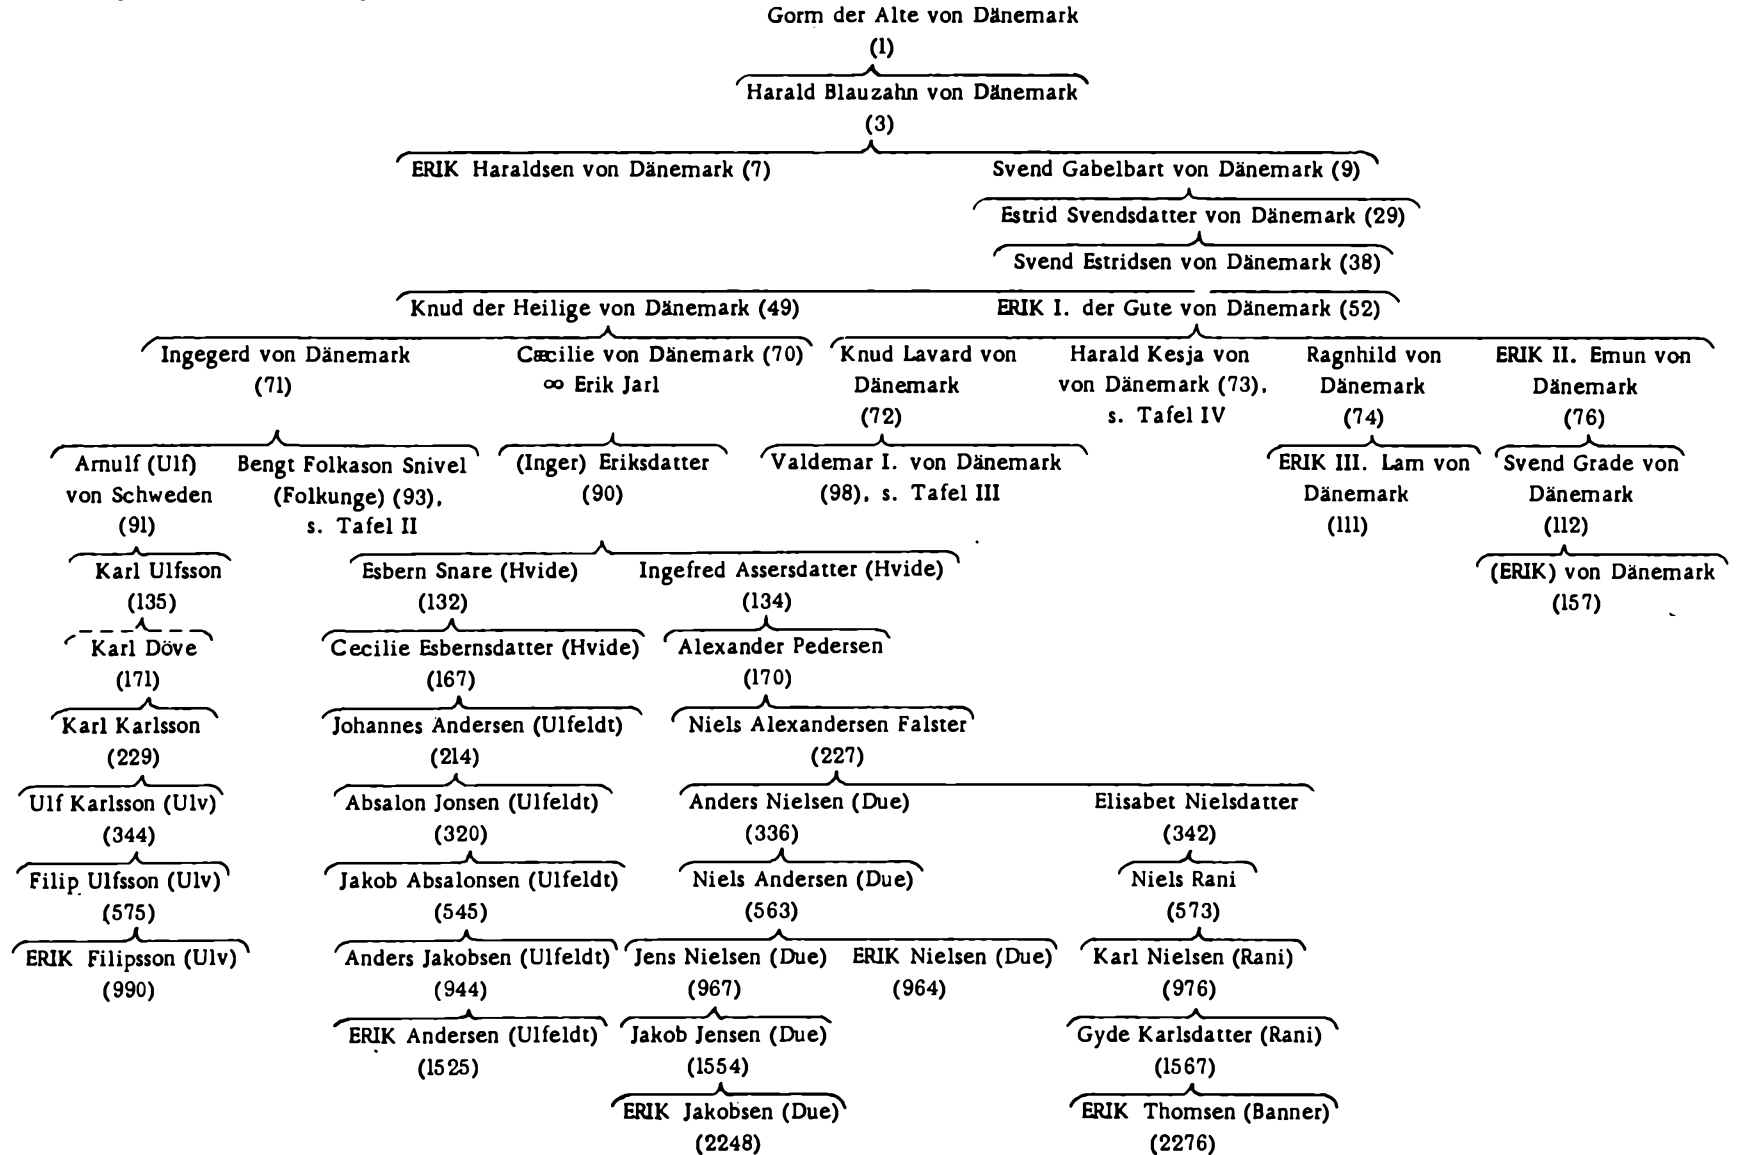 Gorm der Alte von Dänemark
(1)
Harald Blauzahn von Dänemark
(3)
ERIK Haraldsen von Dänemark (7)
Svend Gabelbart von Dänemark (9)
Estrid Svendsdatter von Dänemark (29)
Svend Estridsen von Dänemark (38)
Knud der Heilige von Dänemark (49)
ERIK I. der Gute von Dänemark (52)
Ingegerd von Dänemark
(71)
Cæcilie von Dänemark (70)
∞ Erik Jarl
Knud Lavard von
Dänemark
(72)
Harald Kesja von
von Dänemark (73),
s. Tafel IV
Ragnhild von
Dänemark
(74)
ERIK II. Emun von
Dänemark
(76)
Arnulf (Ulf)
von Schweden
(91)
Bengt Folkason Snivel
(Folkunge) (93),
s. Tafel II
(Inger) Eriksdatter
(90)
Valdemar I. von Dänemark
(98), s. Tafel III
ERIK III. Lam von
Dänemark
(111)
Svend Grade von
Dänemark
(112)
Karl Ulfsson
(135)
Esbern Snare (Hvide)
(132)
Ingefred Assersdatter (Hvide)
(134)
(ERIK) von Dänemark
(157)
Karl Döve
(171)
Cecilie Esbernsdatter (Hvide)
(167)
Alexander Pedersen
(170)
Karl Karlsson
(229)
Johannes Andersen (Ulfeldt)
(214)
Niels Alexandersen Falster
(227)
Ulf Karlsson (Ulv)
(344)
Absalon Jonsen (Ulfeldt)
(320)
Anders Nielsen (Due)
(336)
Elisabet Nielsdatter
(342)
Filip Ulfsson (Ulv)
(575)
Jakob Absalonsen (Ulfeldt)
(545)
Niels Andersen (Due)
(563)
Niels Rani
(573)
ERIK Filipsson (Ulv)
(990)
Anders Jakobsen (Ulfeldt)
(944)
Jens Nielsen (Due)
(967)
ERIK Nielsen (Due)
(964)
Karl Nielsen (Rani)
(976)
ERIK Andersen (Ulfeldt)
(1525)
Jakob Jensen (Due)
(1554)
Gyde Karlsdatter (Rani)
(1567)
ERIK Jakobsen (Due)
(2248)
ERIK Thomsen (Banner)
(2276)